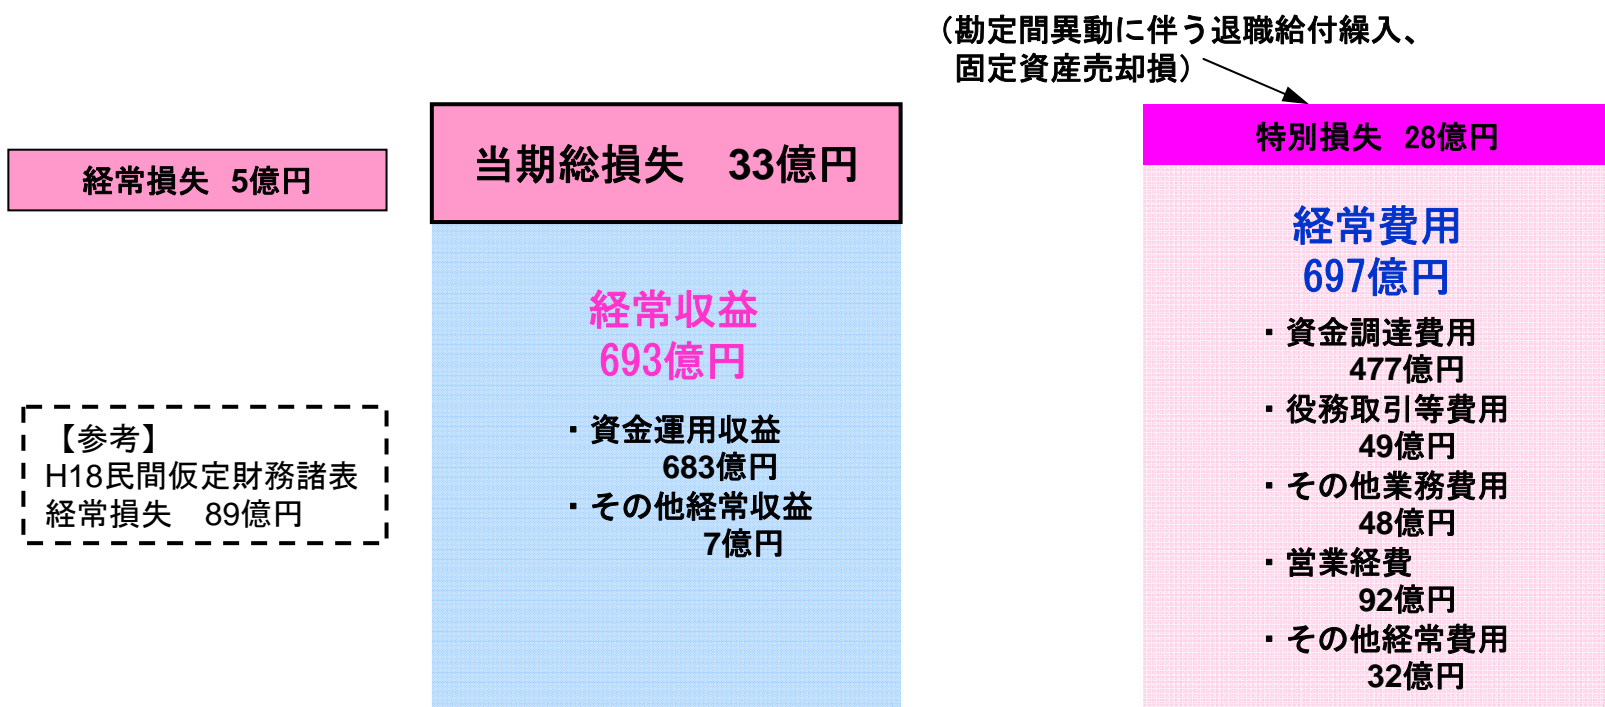 （勘定間異動に伴う退職給付繰入、
固定資産売却損）
経常損失　5億円
当期総損失　33億円
経常収益
693億円
・資金運用収益
683億円
・その他経常収益
7億円
【参考】
H18民間仮定財務諸表
経常損失　89億円
特別損失　28億円
経常費用
697億円
・資金調達費用
477億円
・役務取引等費用
49億円
・その他業務費用
48億円
・営業経費
92億円
・その他経常費用
32億円